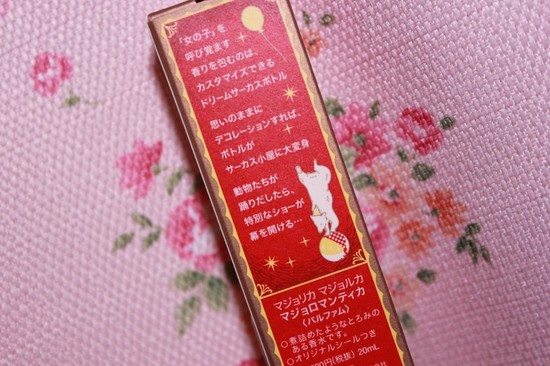 「女の子」を
呼び覚ます
香りを包むのは、
カスタマイズできる
ドリームサーカスボトル
思いのままに
デコレーションすれば、
ボトルが
サーカス小屋に大変身
動物たちが
踊りだしたら、
特別なショーが
幕を開ける…
マジョリカ マジョルカ
マジョロマンティカ
〈パルファム〉
○煮詰めたようなとろみの
ある香水です。
○オリジナルシールつき
00円(税抜) 20mL